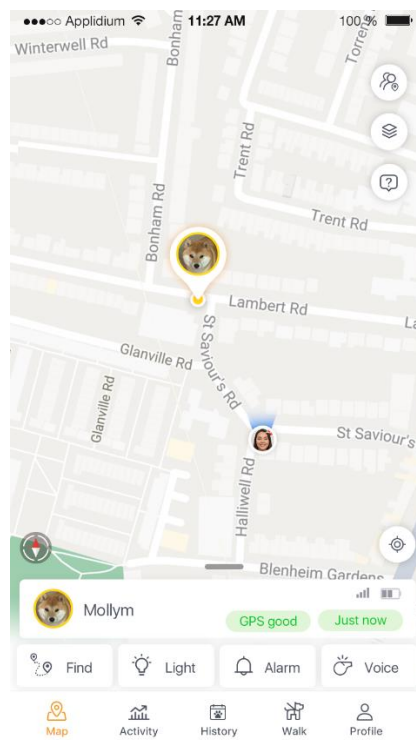 Applidium 11:27 AM 100 %
Winterwell Rd
Bonham
Trent Rd
Trent Rd
Bonham Rd
Lambert Rd
St Saviour's Rd
Glanville Rd
Glanville Rd
St Saviour's
Halliwell Rd
Blenheim Gardens
Mollym
GPS good
Just now
Find
Light
Alarm
Voice
Map
Activity
History
Walk
Profile